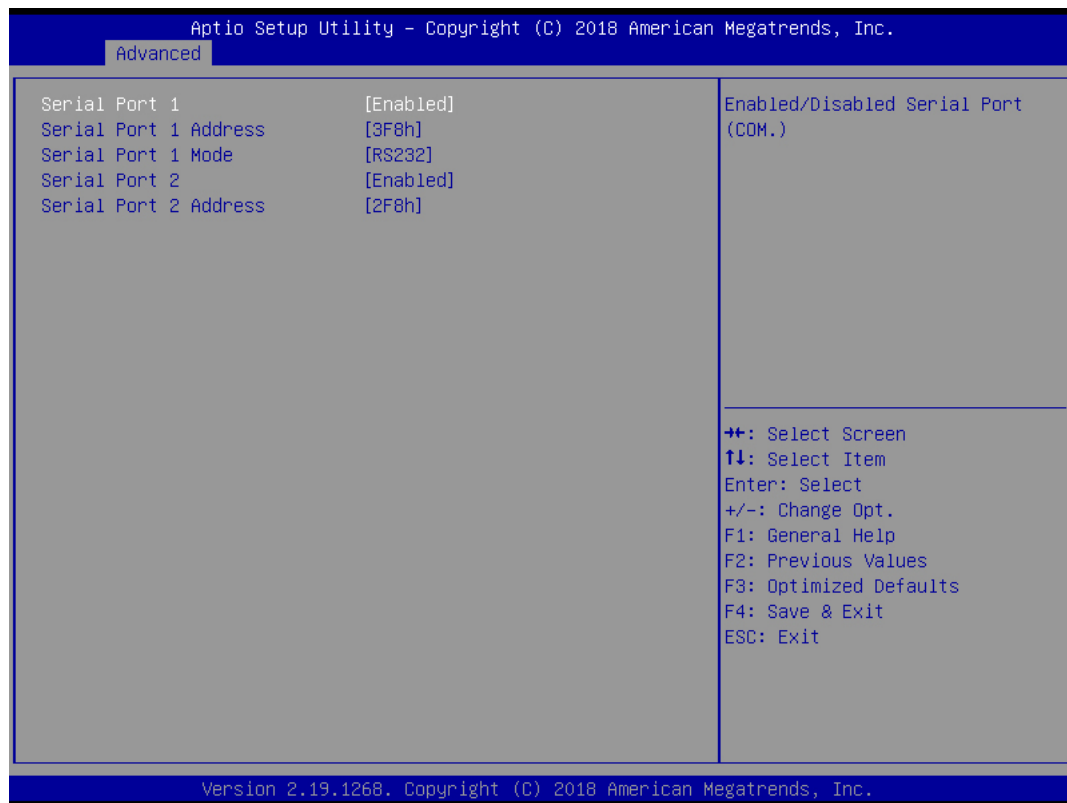 Aptio Setup Utility – Copyright (C) 2018 American Megatrends, Inc.
Advanced
Serial Port 1 [Enabled]
Serial Port 1 Address [3F8h]
Serial Port 1 Mode [RS232]
Serial Port 2 [Enabled]
Serial Port 2 Address [2F8h]
Enabled/Disabled Serial Port
(COM.)
→←: Select Screen
↑↓: Select Item
Enter: Select
+/-: Change Opt.
F1: General Help
F2: Previous Values
F3: Optimized Defaults
F4: Save & Exit
ESC: Exit
Version 2.19.1268. Copyright (C) 2018 American Megatrends, Inc.